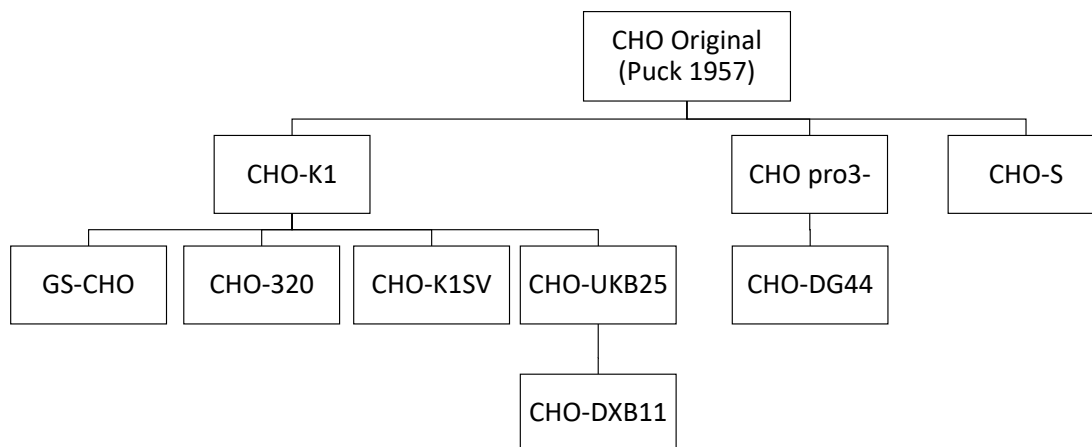 CHO Original
(Puck 1957)
CHO-K1
CHO pro3-
CHO-S
GS-CHO
CHO-320
CHO-K1SV
CHO-UKB25
CHO-DG44
CHO-DXB11